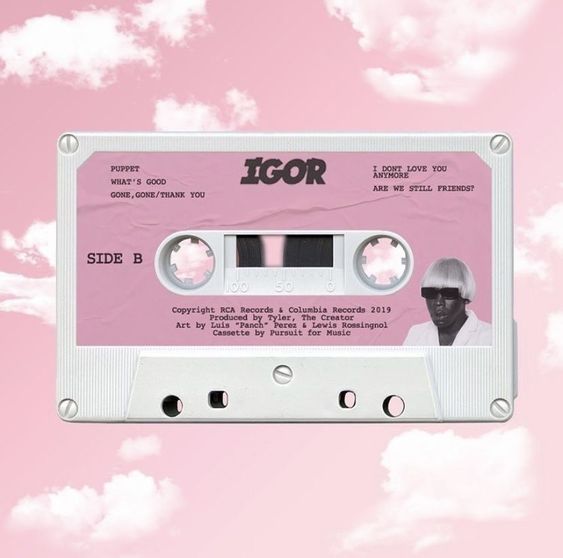 IGOR
PUPPET
WHAT'S GOOD
GONE,GONE/THANK YOU
I DONT LOVE YOU
ANYMORE
ARE WE STILL FRIENDS?
SIDE B
100 50 0
Copyright RCA Records & Columbia Records 2019
Produced by Tyler, The Creator
Art by Luis "Panch" Perez & Lewis Rossingnol
Cassette by Pursuit for Music